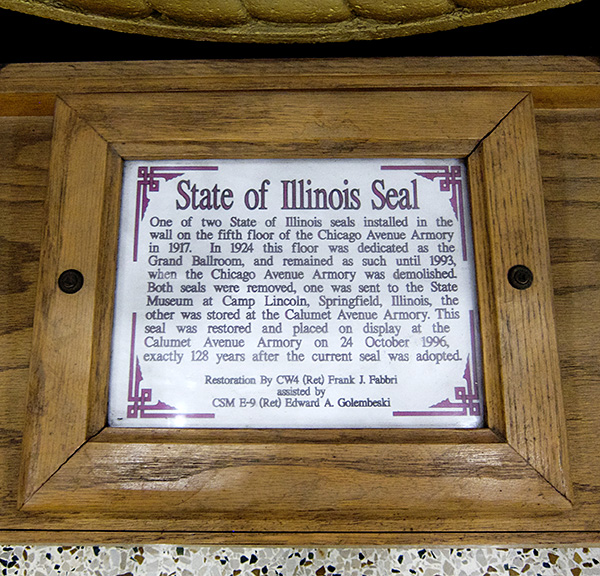 State of Illinois Seal
One of two State of Illinois seals installed in the
wall on the fifth floor of the Chicago Avenue Armory
in 1917. In 1924 this floor was dedicated as the
Grand Ballroom, and remained as such until 1993,
when the Chicago Avenue Armory was demolished.
Both seals were removed, one was sent to the State
Museum at Camp Lincoln, Springfield, Illinois, the
other was stored at the Calumet Avenue Armory. This
seal was restored and placed on display at the
Calumet Avenue Armory on 24 October 1996,
exactly 128 years after the current seal was adopted.
Restoration By CW4 (Ret) Frank J. Fabbri
assisted by
CSM E-9 (Ret) Edward A. Golembeski